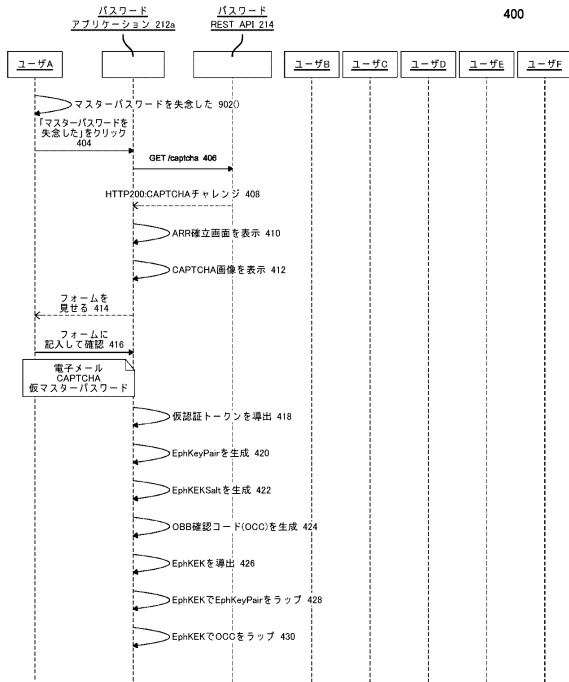 パスワード
アプリケーション 212a
パスワード
REST API 214
400
ユーザA
ユーザB
ユーザC
ユーザD
ユーザE
ユーザF
マスターパスワードを失念した 902()
「マスターパスワードを
失念した」をクリック
404
GET /captcha 406
HTTP200:CAPTCHAチャレンジ 408
ARR確立画面を表示 410
CAPTCHA画像を表示 412
フォームを
見せる 414
フォームに
記入して確認 416
電子メール
CAPTCHA
仮マスターパスワード
仮認証トークンを導出 418
EphKeyPairを生成 420
EphKEKSaltを生成 422
OBB確認コード(OCC)を生成 424
EphKEKを導出 426
EphKEKでEphKeyPairをラップ 428
EphKEKでOCCをラップ 430